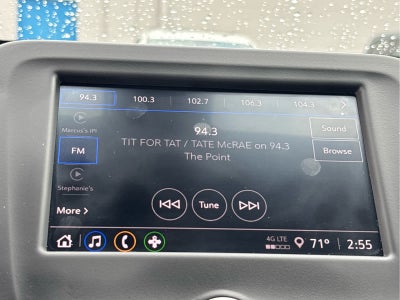 94.3 100.3 102.7 106.3 104.3
Marcus's iP
94.3
Sound
TIT FOR TAT / TATE McRAE on 94.3
FM
The Point
Browse
Stephanie's
More >
Tune
4G LTE
71° 2:55